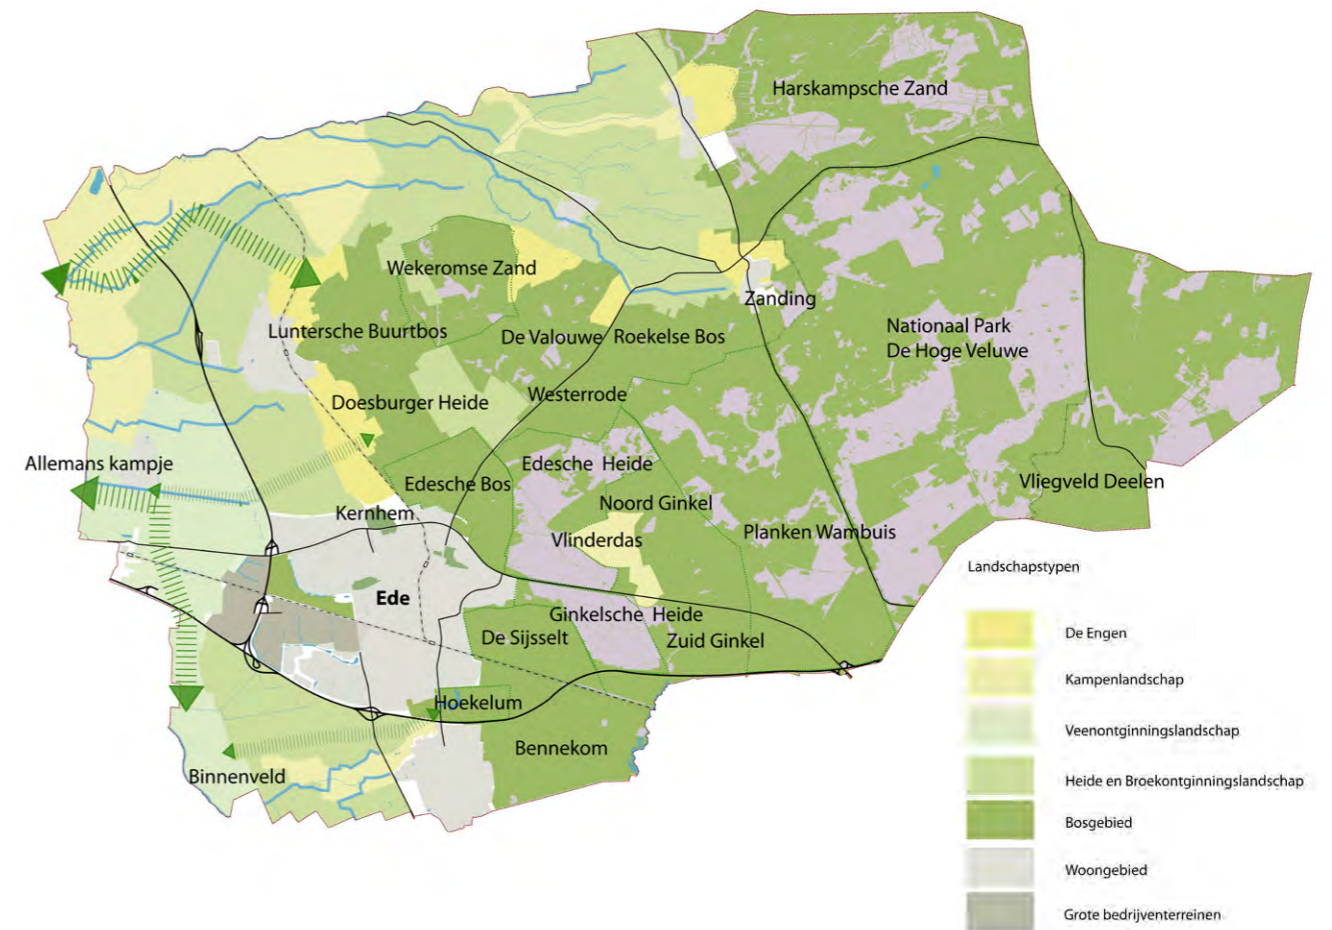 Harskampsche Zand
Wekeromse Zand
Zanding
Luntersche Buurtbos
De Valouwe
Roekelse Bos
Nationaal Park
De Hoge Veluwe
Doesburger Heide
Westerrode
Allemans kampje
Edesche Heide
Edesche Bos
Vliegveld Deelen
Noord Ginkel
Kernhem
Vlinderdas
Planken Wambuis
Ede
Ginkelsche Heide
De Sijsselt
Zuid Ginkel
Hoekelum
Bennekom
Binnenveld
Landschapstypen
De Engen
Kampenlandschap
Veenontginningslandschap
Heide en Broekontginningslandschap
Bosgebied
Woongebied
Grote bedrijventerreinen